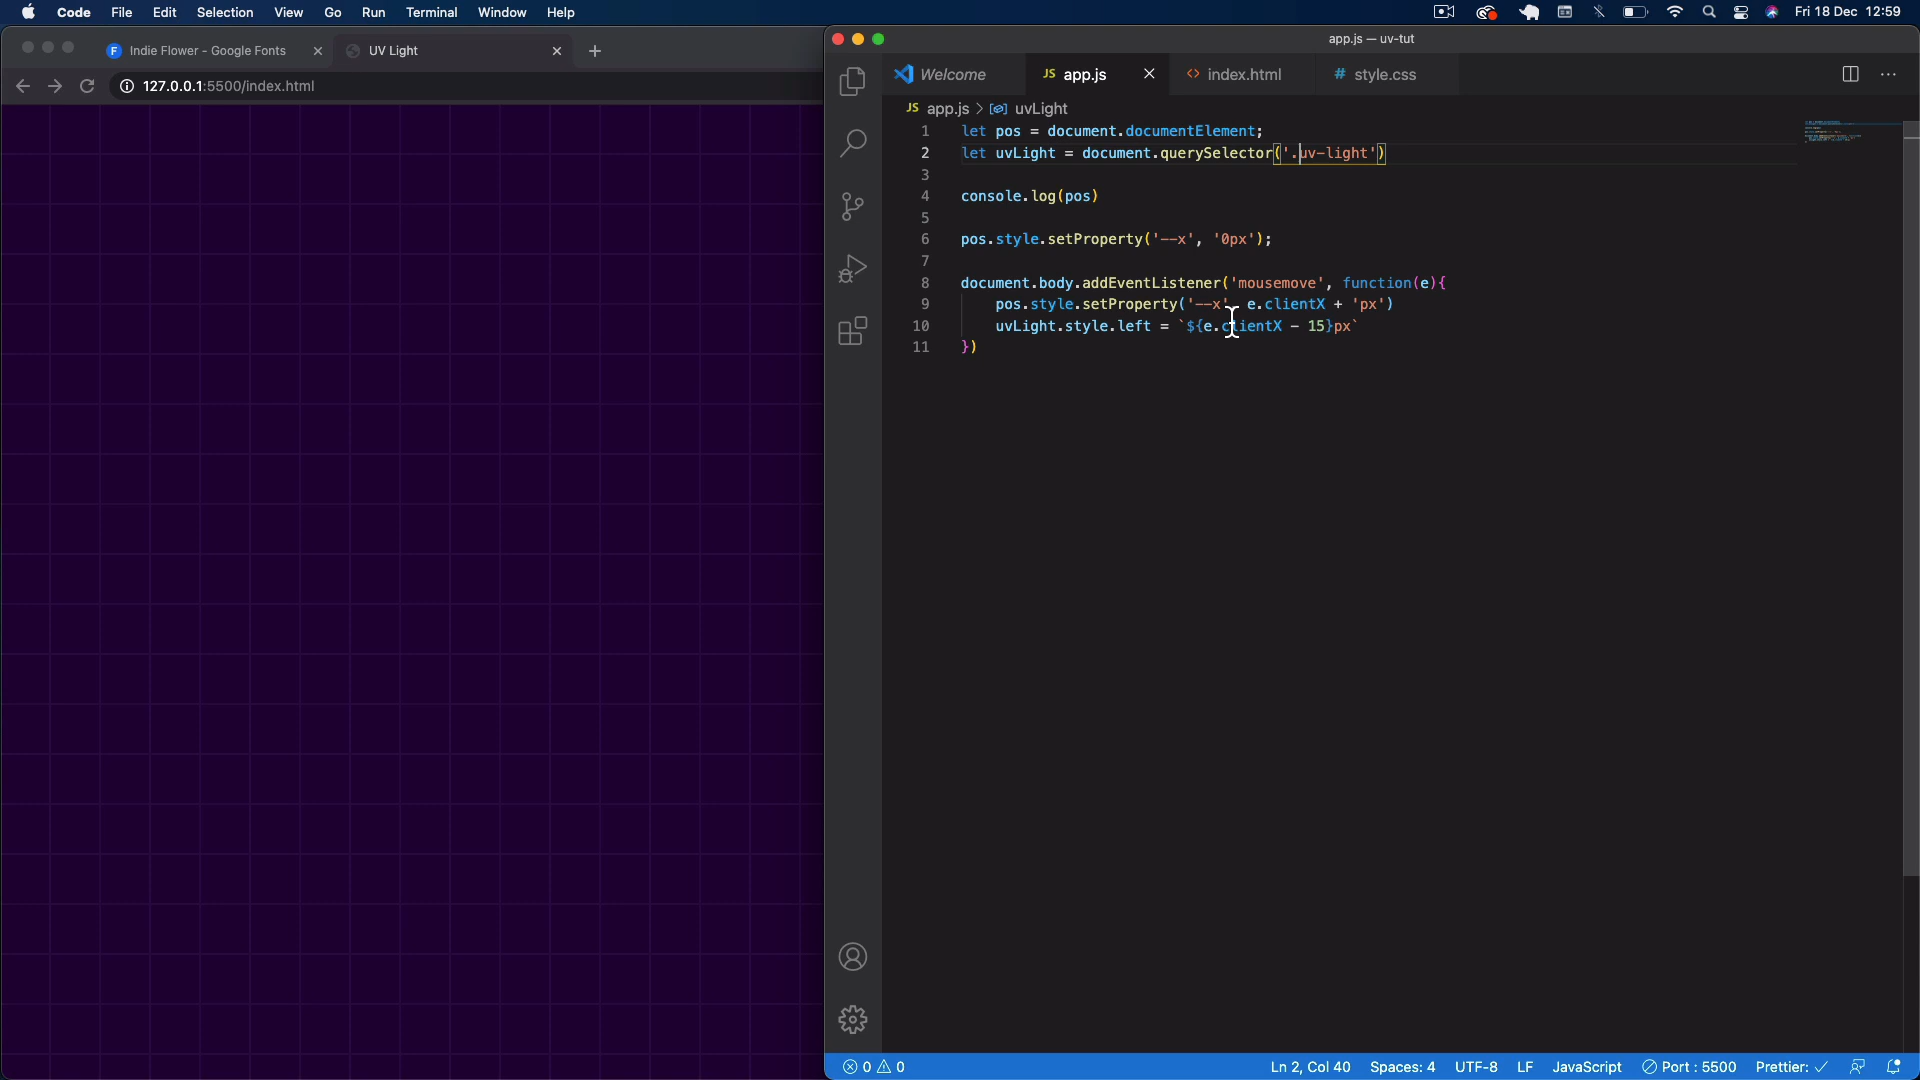 Code File Edit Selection View Go Run Terminal Window Help Fri 18 Dec 12:59
Indie Flower - Google Fonts
UV Light
127.0.0.1:5500/index.html
app.js — uv-tut
Welcome
JS app.js
<> index.html
# style.css
JS app.js > uvLight
1 let pos = document.documentElement;
2 let uvLight = document.querySelector('.uv-light')
3
4 console.log(pos)
5
6 pos.style.setProperty('--x', '0px');
7
8 document.body.addEventListener('mousemove', function(e){
9 pos.style.setProperty('--x', e.clientX + 'px')
10 uvLight.style.left = `${e.clientX - 15}px`
11 })
0 0 Ln 2, Col 40 Spaces: 4 UTF-8 LF JavaScript Port : 5500 Prettier: ✓